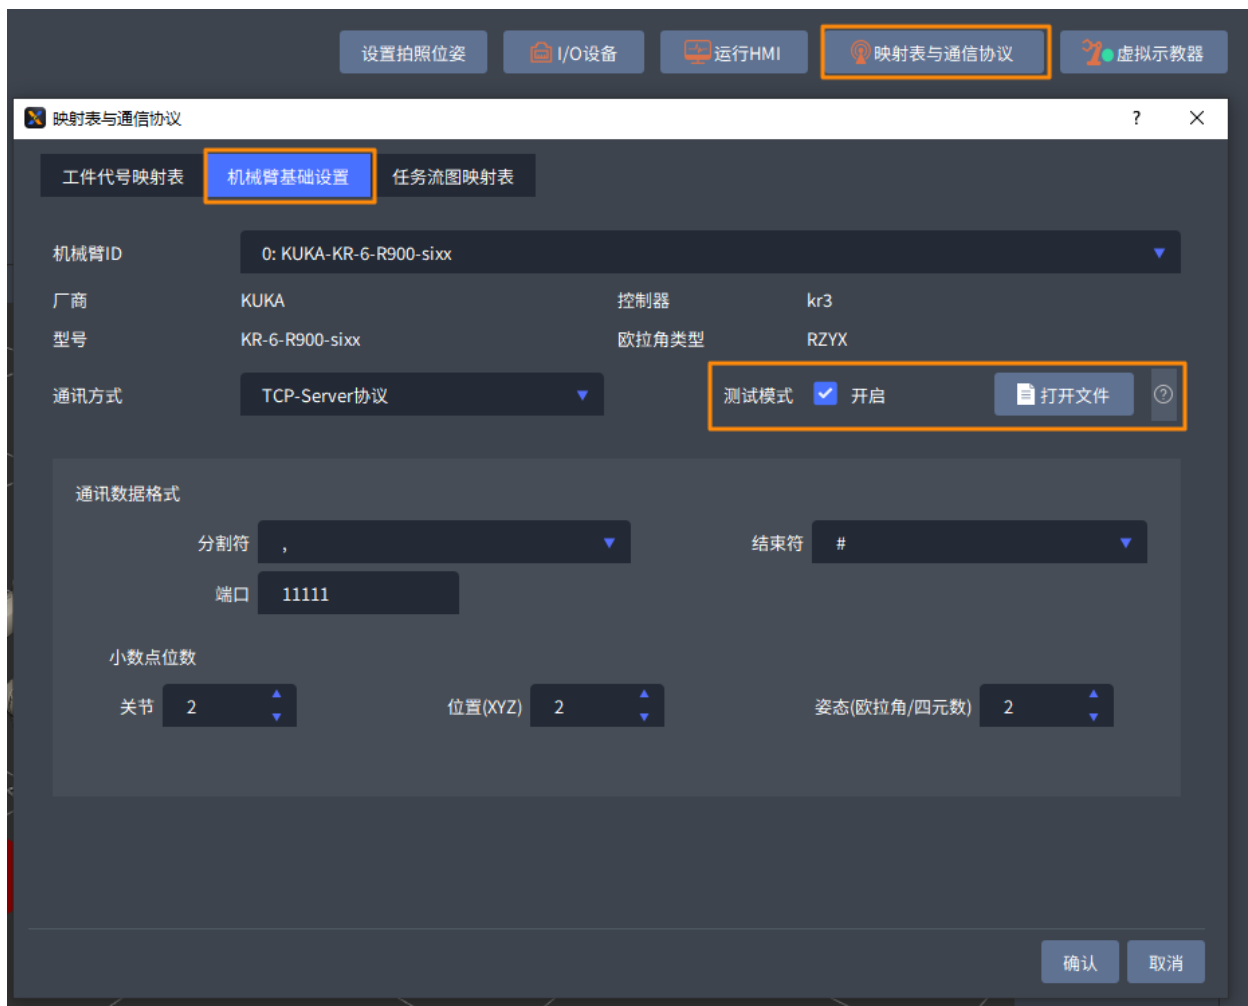 设置拍照位姿 I/O设备 运行HMI 映射表与通信协议 虚拟示教器
映射表与通信协议 ? ×
工件代号映射表 机械臂基础设置 任务流图映射表
机械臂ID 0: KUKA-KR-6-R900-sixx
厂商 KUKA 控制器 kr3
型号 KR-6-R900-sixx 欧拉角类型 RZYX
通讯方式 TCP-Server协议 测试模式 开启 打开文件 ?
通讯数据格式
分割符 , 结束符 #
端口 11111
小数点位数
关节 2 位置(XYZ) 2 姿态(欧拉角/四元数) 2
确认 取消